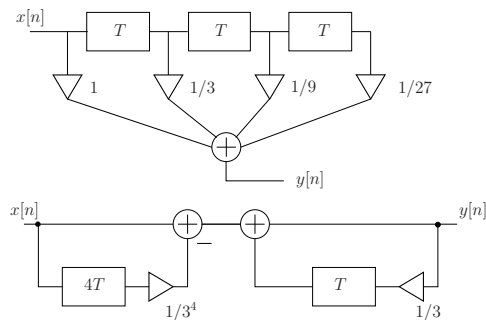 x[n]
T T T
1 1/3 1/9 1/27
+
y[n]
x[n] y[n]
+ +
−
4T T
1/3⁴ 1/3